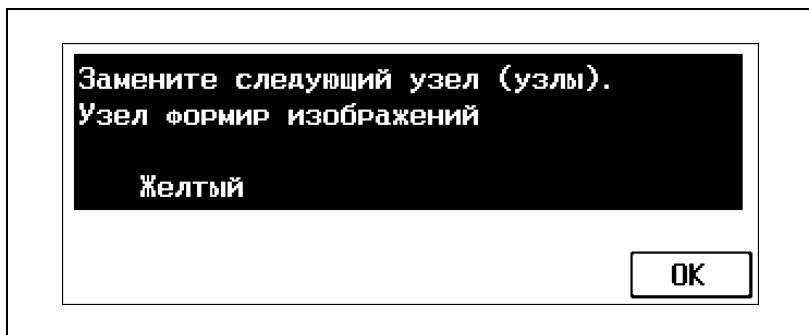 Замените следующий узел (узлы).
Узел формир изображений
Желтый
OK